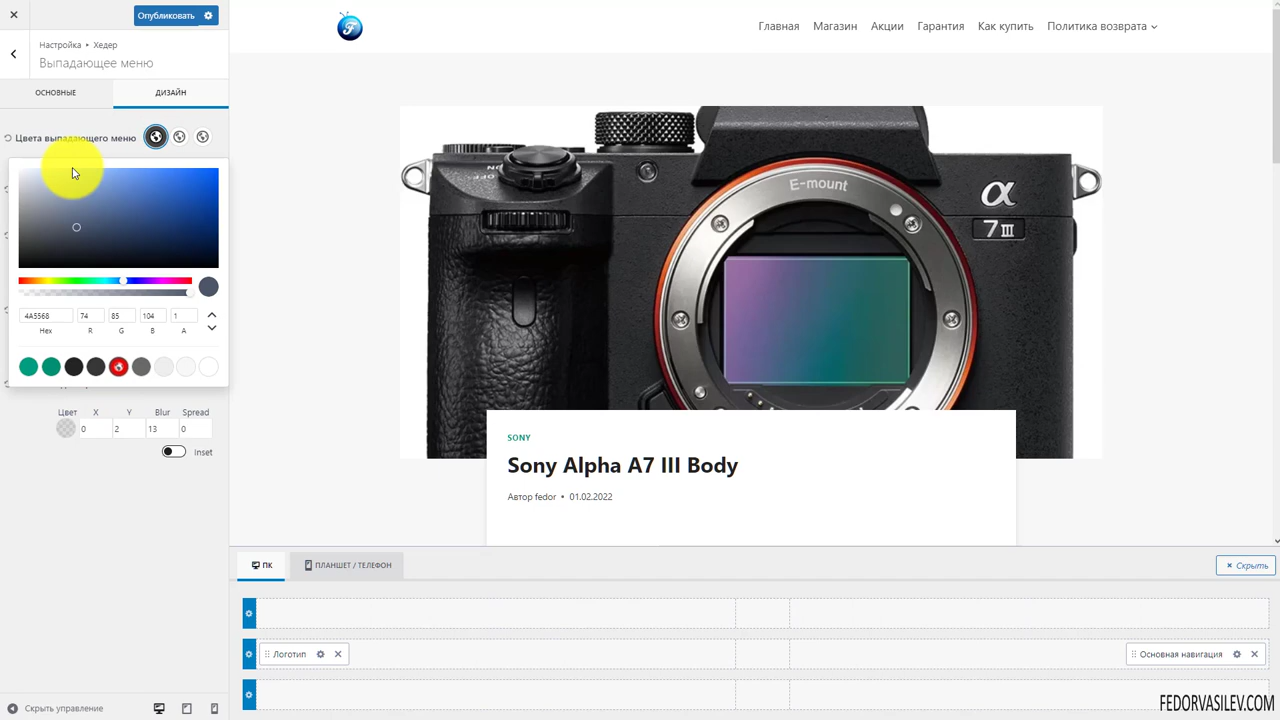 Опубликовать
Настройка ▸ Хедер
Выпадающее меню
ОСНОВНЫЕ
ДИЗАЙН
Цвета выпадающего меню
4A5568 74 85 104 1
Hex R G B A
Цвет X Y Blur Spread
0 2 13 0
Inset
Скрыть управление
Главная Магазин Акции Гарантия Как купить Политика возврата
E-mount
α
7III
SONY
Sony Alpha A7 III Body
Автор fedor • 01.02.2022
ПК
ПЛАНШЕТ / ТЕЛЕФОН
× Скрыть
Логотип
Основная навигация
FEDORVASILEV.COM